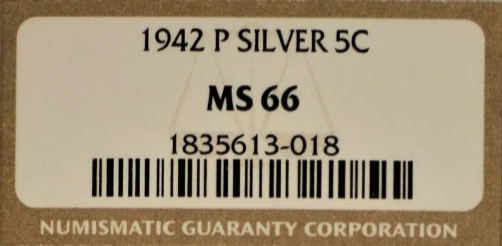 1942 P SILVER 5C
MS 66
1835613-018
NUMISMATIC GUARANTY CORPORATION